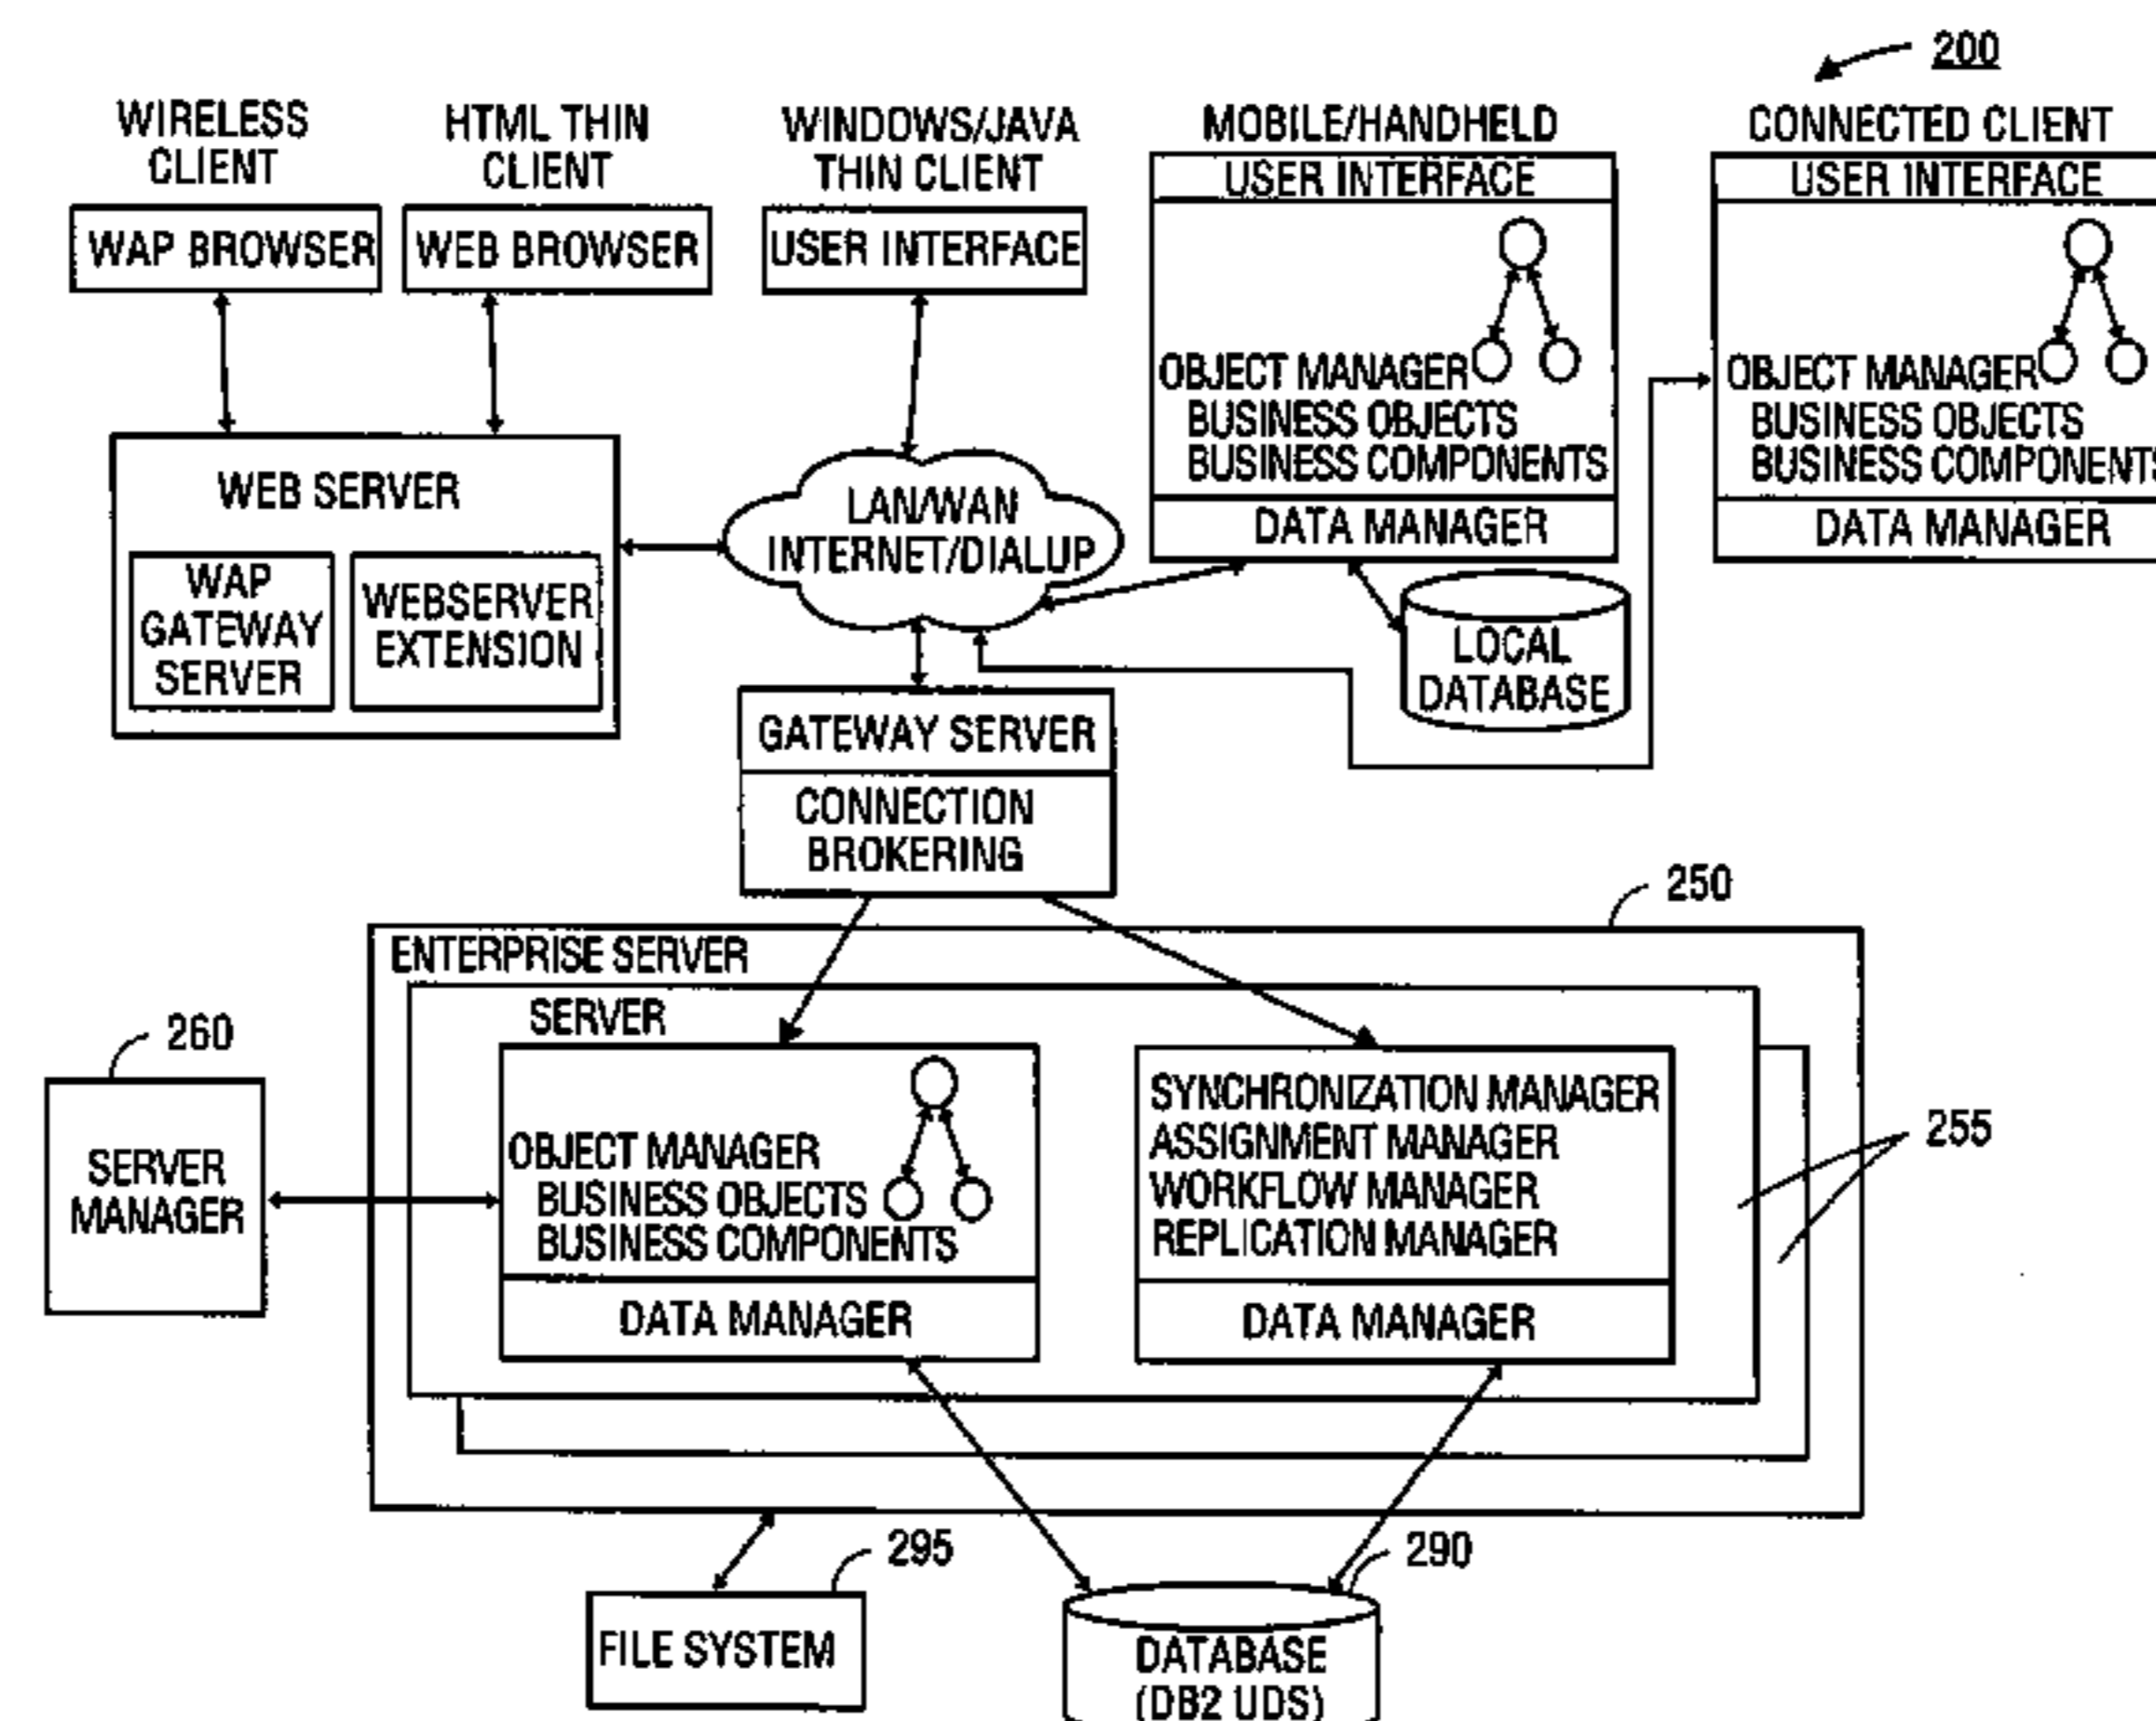 200
WIRELESS
CLIENT
HTML THIN
CLIENT
WINDOWS/JAVA
THIN CLIENT
MOBILE/HANDHELD
CONNECTED CLIENT
WAP BROWSER
WEB BROWSER
USER INTERFACE
USER INTERFACE
OBJECT MANAGER
BUSINESS OBJECTS
BUSINESS COMPONENTS
DATA MANAGER
USER INTERFACE
OBJECT MANAGER
BUSINESS OBJECTS
BUSINESS COMPONENTS
DATA MANAGER
WEB SERVER
WAP
GATEWAY
SERVER
WEBSERVER
EXTENSION
LAN/WAN
INTERNET/DIALUP
LOCAL
DATABASE
GATEWAY SERVER
CONNECTION
BROKERING
250
ENTERPRISE SERVER
SERVER
260
SERVER
MANAGER
OBJECT MANAGER
BUSINESS OBJECTS
BUSINESS COMPONENTS
DATA MANAGER
SYNCHRONIZATION MANAGER
ASSIGNMENT MANAGER
WORKFLOW MANAGER
REPLICATION MANAGER
DATA MANAGER
255
295
FILE SYSTEM
290
DATABASE
(DB2 UDS)